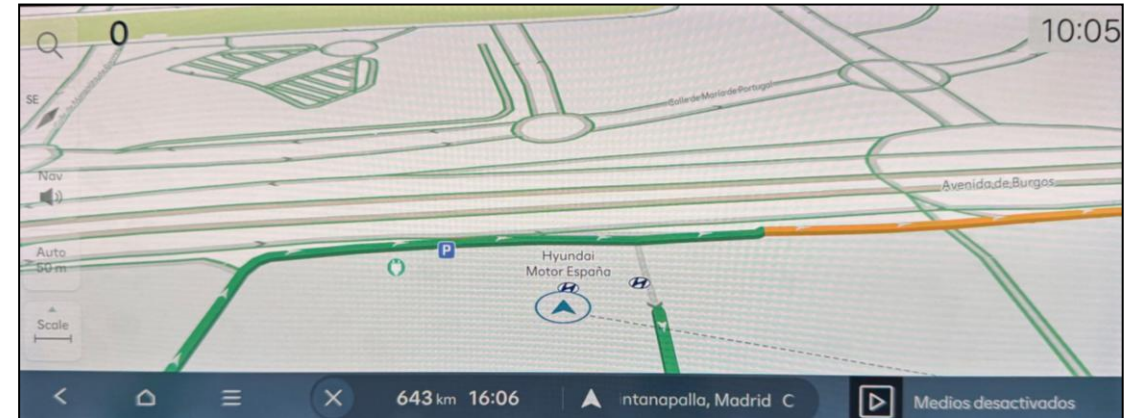 0
10:05
SE
Calle de María de Portugal
Nav
Avenida de Burgos
Auto
50 m
P
Hyundai
Motor España
Scale
643 km 16:06
ntanapalla, Madrid C
Medios desactivados